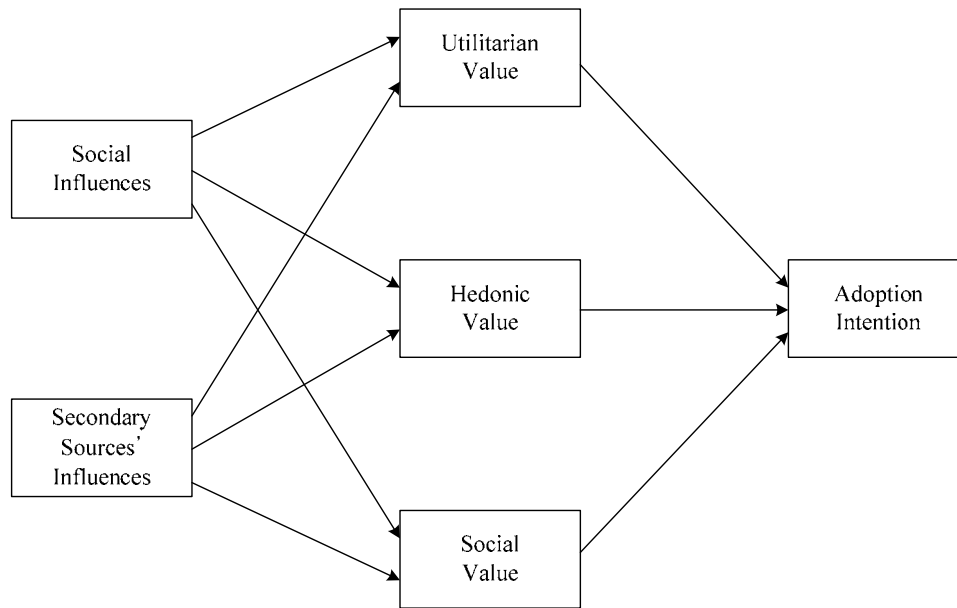 Utilitarian
Value
Social
Influences
Hedonic
Value
Adoption
Intention
Secondary
Sources'
Influences
Social
Value